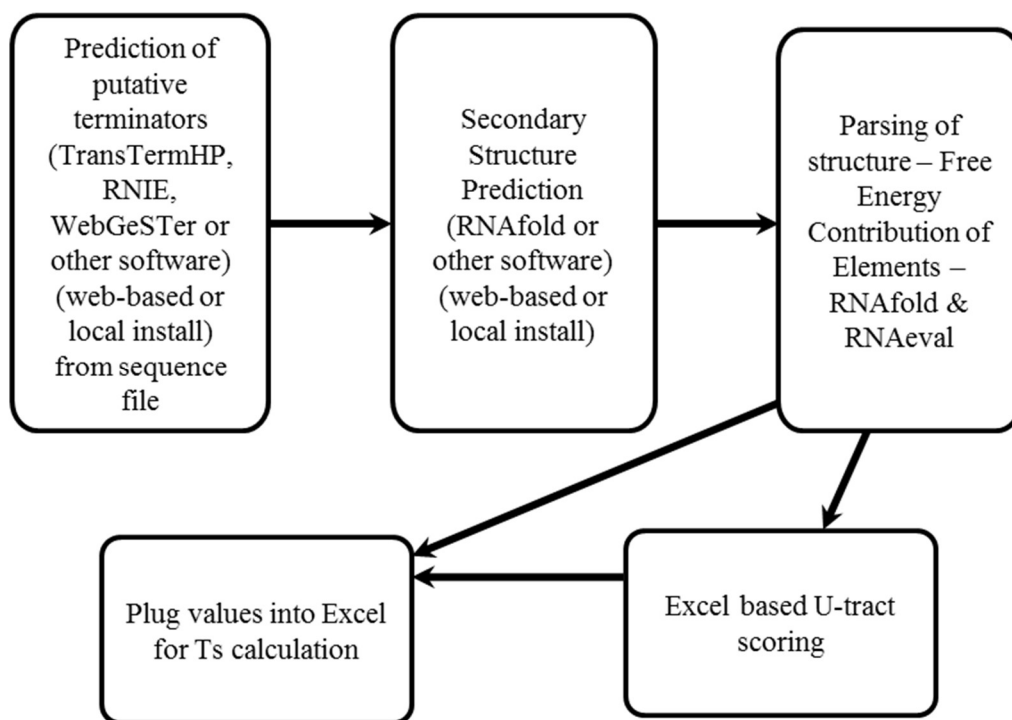 Prediction of
putative
terminators
(TransTermHP,
RNIE,
WebGeSTer or
other software)
(web-based or
local install)
from sequence
file
Secondary
Structure
Prediction
(RNAfold or
other software)
(web-based or
local install)
Parsing of
structure – Free
Energy
Contribution of
Elements –
RNAfold &
RNAeval
Plug values into Excel
for Ts calculation
Excel based U-tract
scoring